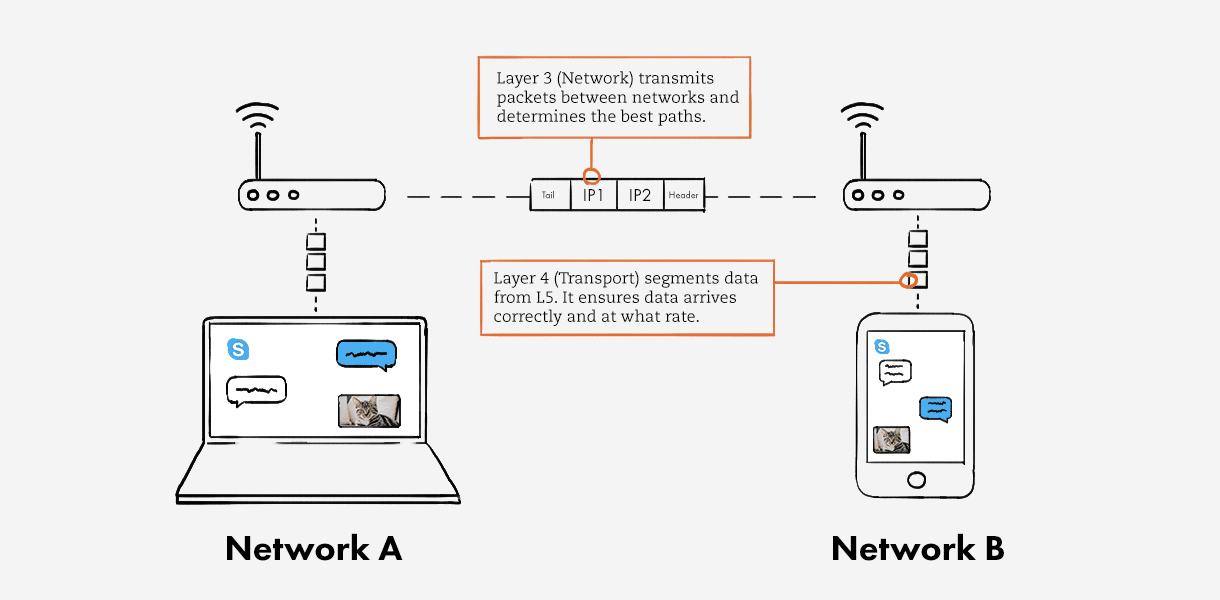 Layer 3 (Network) transmits
packets between networks and
determines the best paths.
Tail IP1 IP2 Header
Layer 4 (Transport) segments data
from L5. It ensures data arrives
correctly and at what rate.
S
S
Network A
Network B